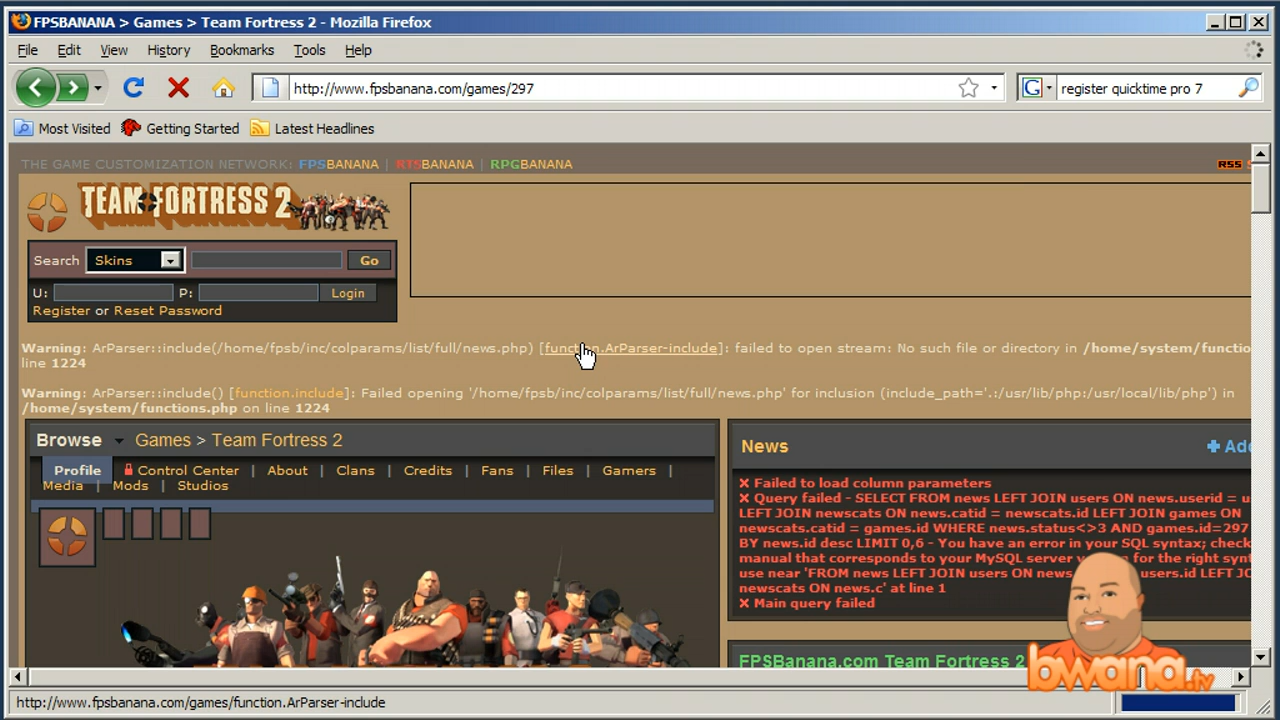 FPSBANANA > Games > Team Fortress 2 - Mozilla Firefox
File Edit View History Bookmarks Tools Help
http://www.fpsbanana.com/games/297
G register quicktime pro 7
Most Visited Getting Started Latest Headlines
THE GAME CUSTOMIZATION NETWORK: FPSBANANA | RTSBANANA | RPGBANANA
RSS
TEAM FORTRESS 2
Search Skins Go
U: P: Login
Register or Reset Password
Warning: ArParser::include(/home/fpsb/inc/colparams/list/full/news.php) [function.ArParser-include]: failed to open stream: No such file or directory in /home/system/functio
line 1224
Warning: ArParser::include() [function.include]: Failed opening '/home/fpsb/inc/colparams/list/full/news.php' for inclusion (include_path='.:/usr/lib/php:/usr/local/lib/php') in
/home/system/functions.php on line 1224
Browse Games > Team Fortress 2
Profile Control Center | About | Clans | Credits | Fans | Files | Gamers |
Media | Mods | Studios
News
Failed to load column parameters
Query failed - SELECT FROM news LEFT JOIN users ON news.userid = us
LEFT JOIN newscats ON news.catid = newscats.id LEFT JOIN games ON
newscats.catid = games.id WHERE news.status<>3 AND games.id=297
BY news.id desc LIMIT 0,6 - You have an error in your SQL syntax; check
manual that corresponds to your MySQL server for the right synt
use near 'FROM news LEFT JOIN users ON news. users.id LEFT JO
newscats ON news.c' at line 1
Main query failed
FPSBanana.com Team Fortress 2
bwana.tv
http://www.fpsbanana.com/games/function.ArParser-include